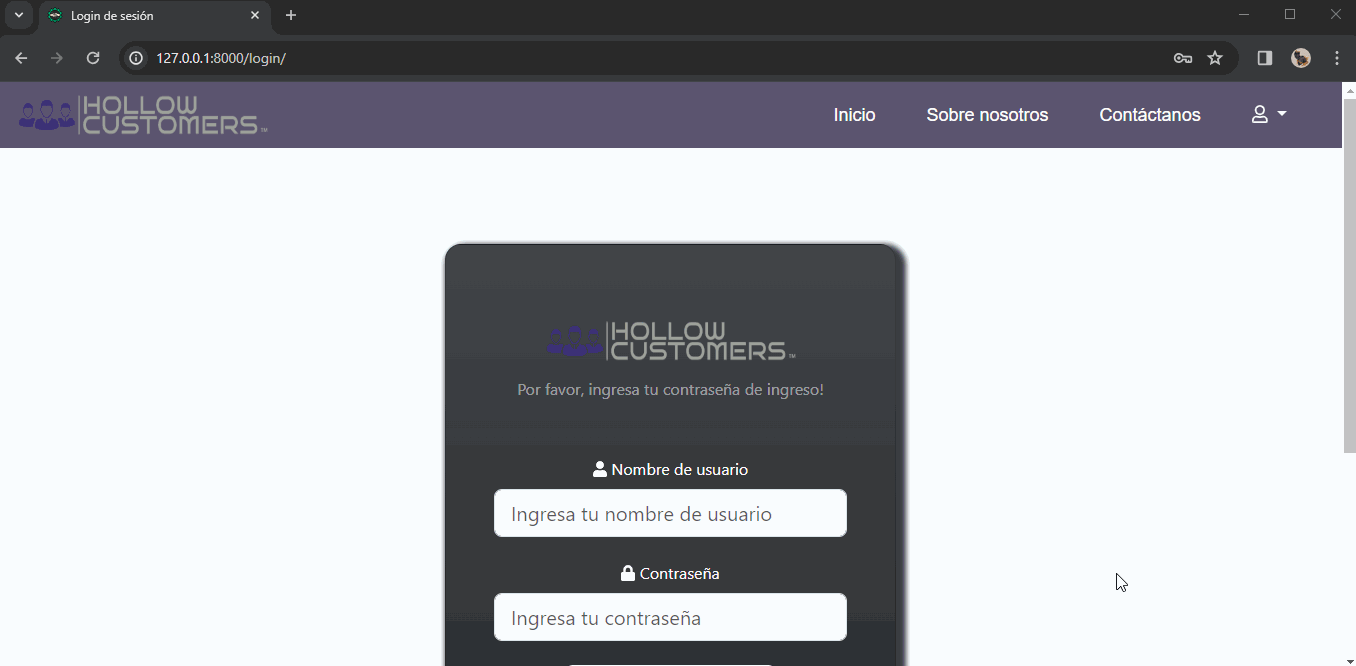 Login de sesión
127.0.0.1:8000/login/
HOLLOW
CUSTOMERS™
Inicio
Sobre nosotros
Contáctanos
HOLLOW
CUSTOMERS™
Por favor, ingresa tu contraseña de ingreso!
Nombre de usuario
Ingresa tu nombre de usuario
Contraseña
Ingresa tu contraseña